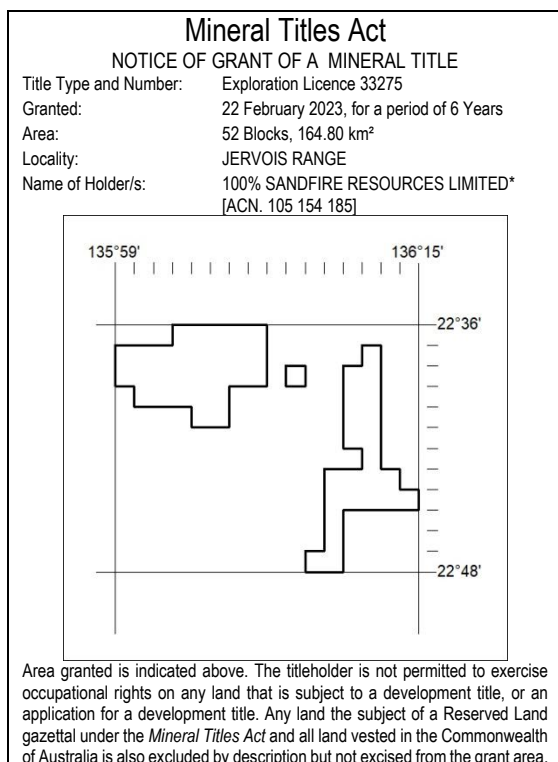 Mineral Titles Act
NOTICE OF GRANT OF A MINERAL TITLE
Title Type and Number: Exploration Licence 33275
Granted: 22 February 2023, for a period of 6 Years
Area: 52 Blocks, 164.80 km²
Locality: JERVOIS RANGE
Name of Holder/s: 100% SANDFIRE RESOURCES LIMITED*
[ACN. 105 154 185]
135°59' 136°15'
22°36'
22°48'
Area granted is indicated above. The titleholder is not permitted to exercise
occupational rights on any land that is subject to a development title, or an
application for a development title. Any land the subject of a Reserved Land
gazettal under the Mineral Titles Act and all land vested in the Commonwealth
of Australia is also excluded by description but not excised from the grant area.